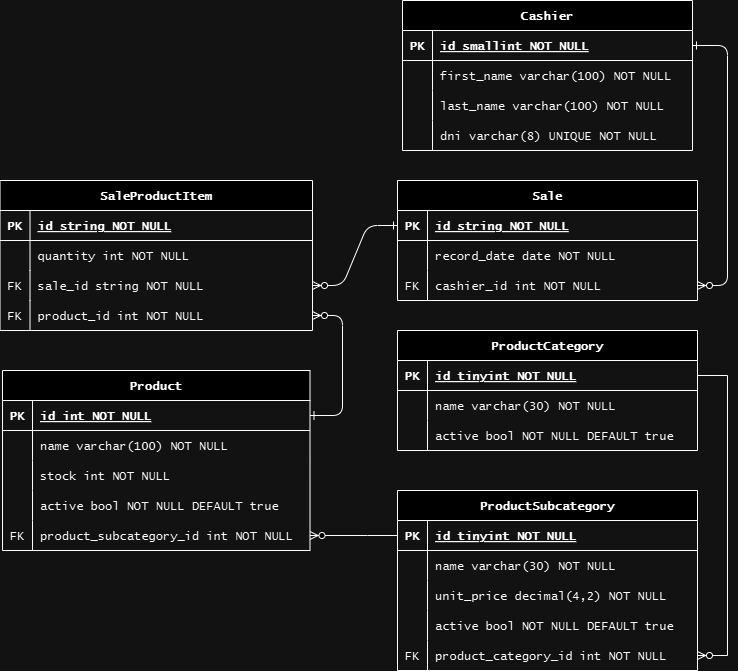 Cashier
PK id smallint NOT NULL
first_name varchar(100) NOT NULL
last_name varchar(100) NOT NULL
dni varchar(8) UNIQUE NOT NULL
SaleProductItem
PK id string NOT NULL
quantity int NOT NULL
FK sale_id string NOT NULL
FK product_id int NOT NULL
Sale
PK id string NOT NULL
record_date date NOT NULL
FK cashier_id int NOT NULL
ProductCategory
PK id tinyint NOT NULL
name varchar(30) NOT NULL
active bool NOT NULL DEFAULT true
Product
PK id int NOT NULL
name varchar(100) NOT NULL
stock int NOT NULL
active bool NOT NULL DEFAULT true
FK product_subcategory_id int NOT NULL
ProductSubcategory
PK id tinyint NOT NULL
name varchar(30) NOT NULL
unit_price decimal(4,2) NOT NULL
active bool NOT NULL DEFAULT true
FK product_category_id int NOT NULL